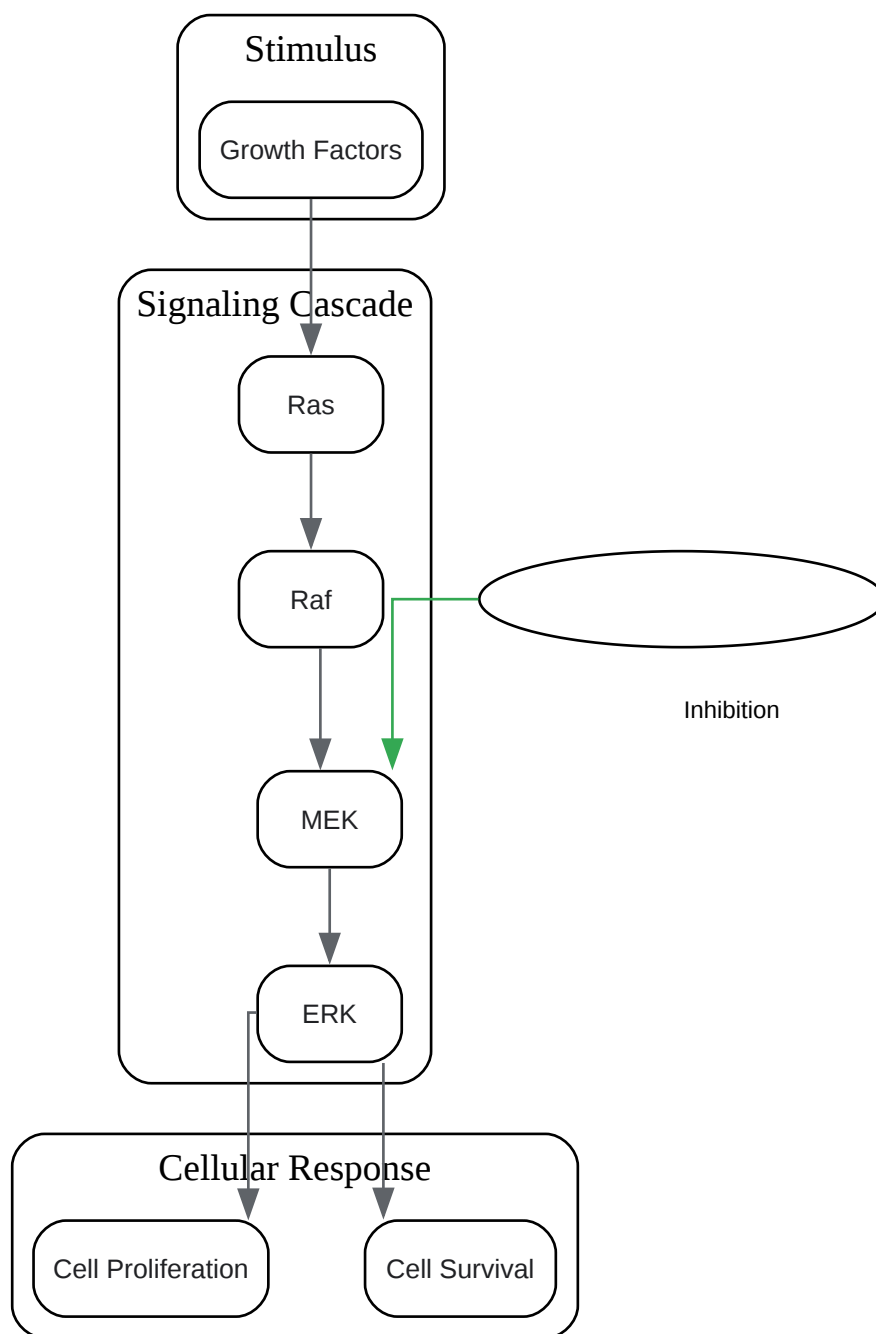 Stimulus
Growth Factors
Signaling Cascade
Ras
Raf
Inhibition
MEK
ERK
Cellular Response
Cell Proliferation
Cell Survival